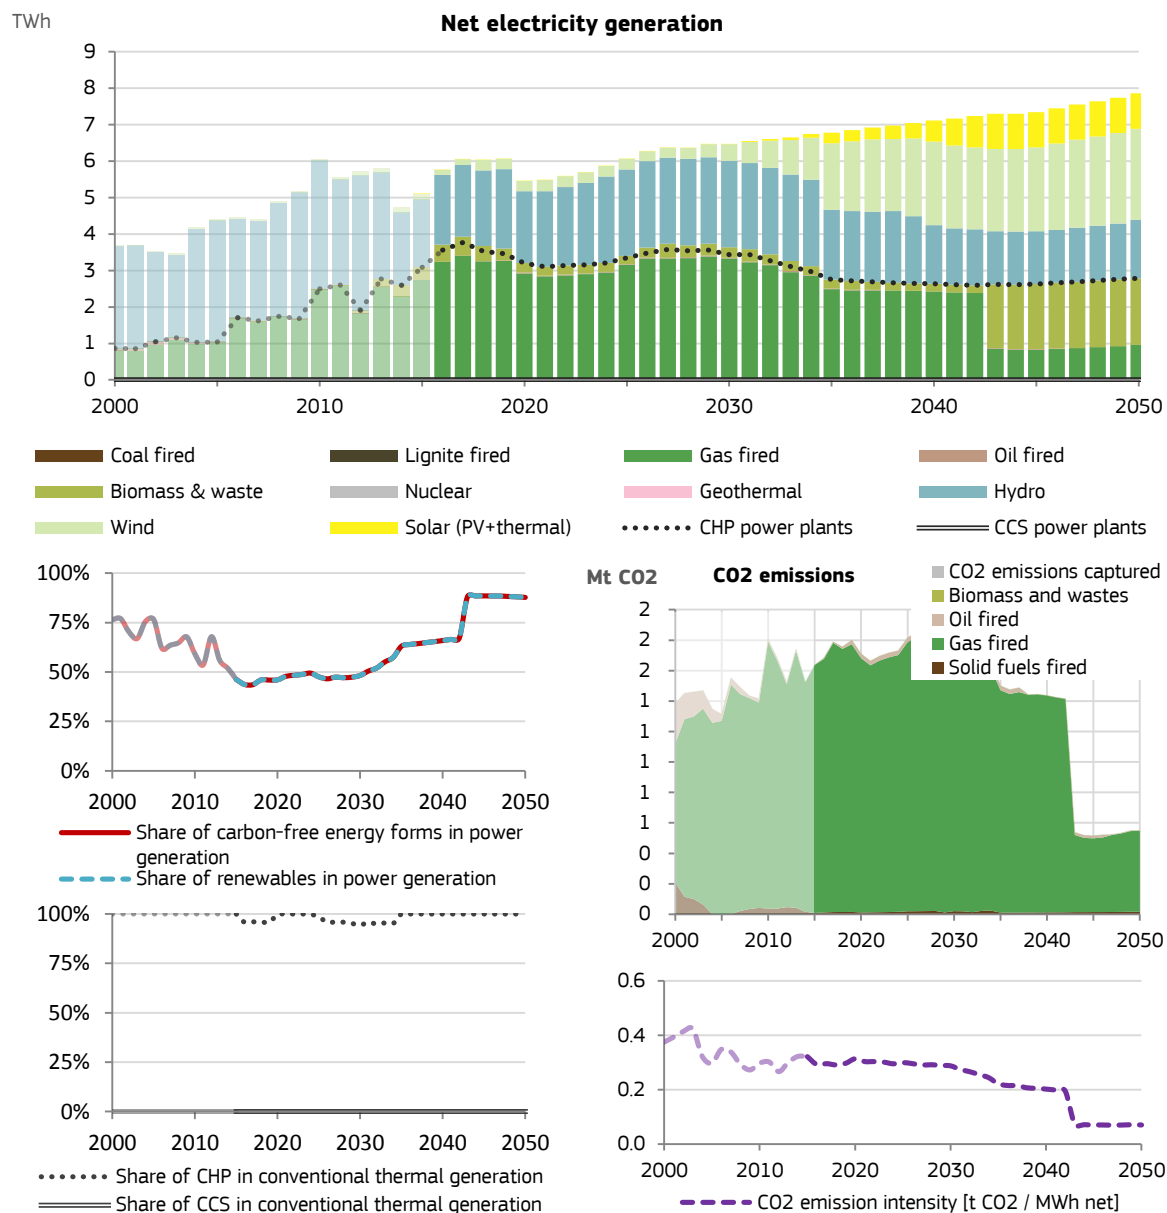 TWh
Net electricity generation
9
8
7
6
5
4
3
2
1
0
2000 2010 2020 2030 2040 2050
Coal fired Lignite fired Gas fired Oil fired
Biomass & waste Nuclear Geothermal Hydro
Wind Solar (PV+thermal) CHP power plants CCS power plants
100%
75%
50%
25%
0%
2000 2010 2020 2030 2040 2050
Share of carbon-free energy forms in power
generation
Share of renewables in power generation
Mt CO2 CO2 emissions
CO2 emissions captured
Biomass and wastes
Oil fired
Gas fired
Solid fuels fired
2
2
2
1
1
1
1
1
0
0
0
2000 2010 2020 2030 2040 2050
100%
75%
50%
25%
0%
2000 2010 2020 2030 2040 2050
Share of CHP in conventional thermal generation
Share of CCS in conventional thermal generation
0.6
0.4
0.2
0.0
2000 2010 2020 2030 2040 2050
CO2 emission intensity [t CO2 / MWh net]